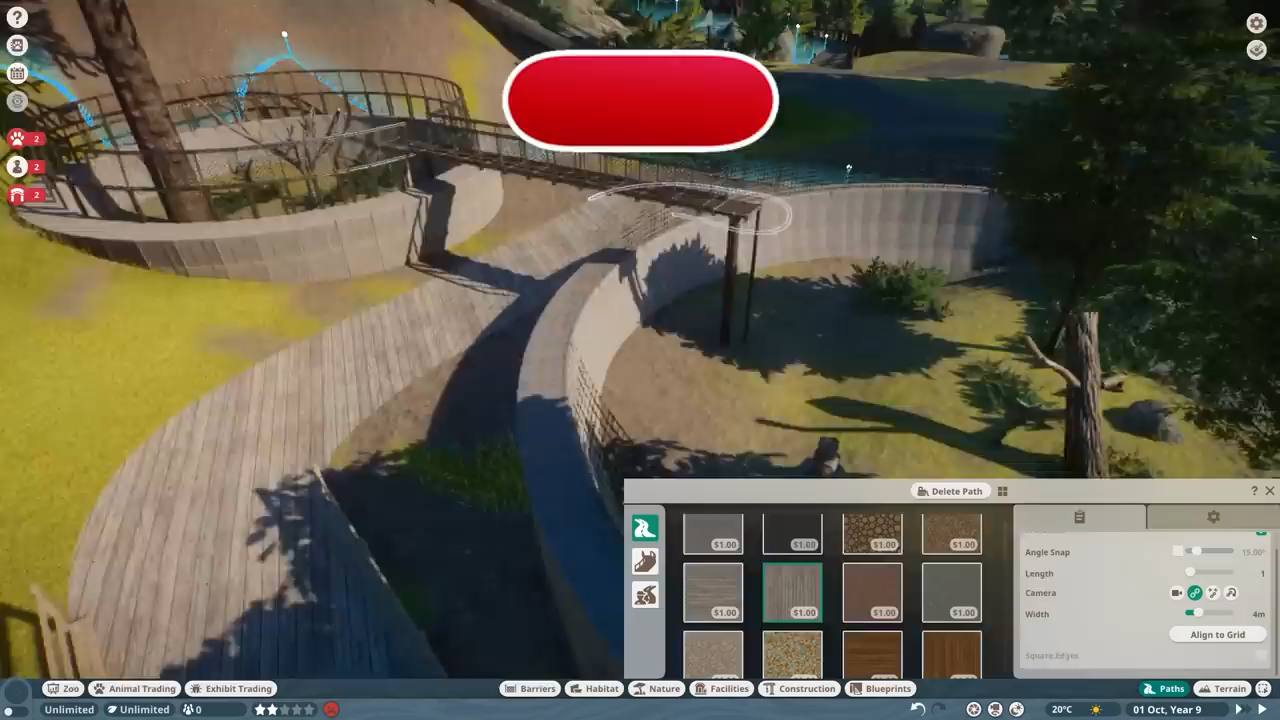 ?
2
2
2
Delete Path
?
$1.00
$1.00
$1.00
$1.00
$1.00
$1.00
$1.00
$1.00
Angle Snap
15.00°
Length
1
Camera
Width
4m
Align to Grid
Square Edges
Zoo
Animal Trading
Exhibit Trading
Barriers
Habitat
Nature
Facilities
Construction
Blueprints
Paths
Terrain
Unlimited
Unlimited
0
20°C
01 Oct, Year 9